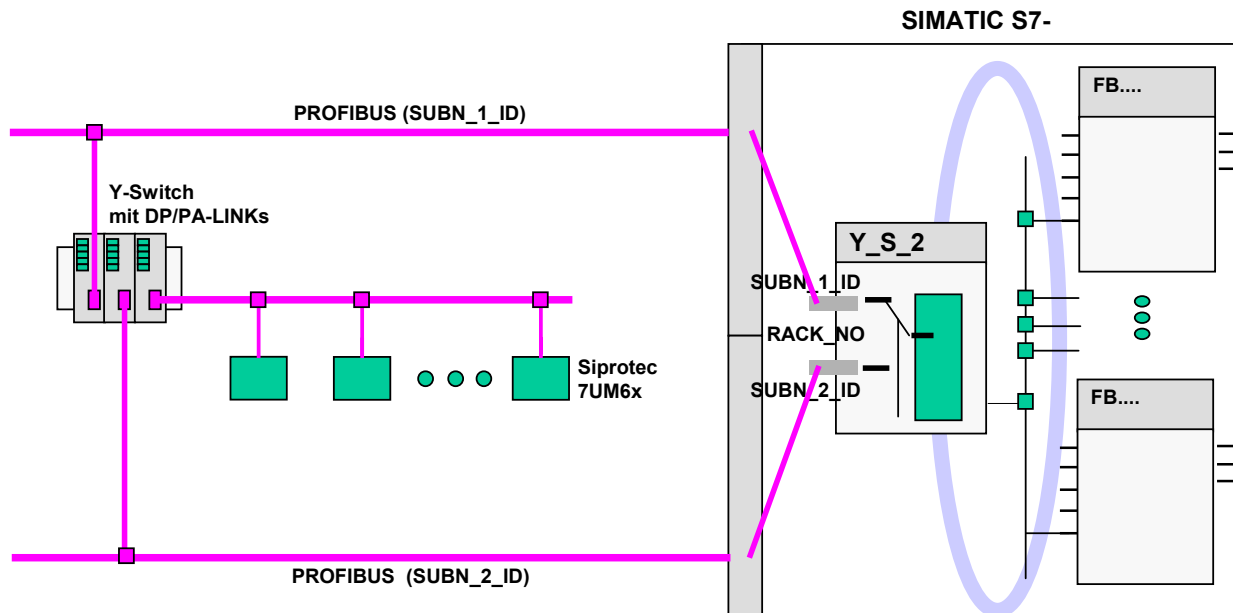 SIMATIC S7-
PROFIBUS (SUBN_1_ID)
FB....
Y-Switch
mit DP/PA-LINKs
Y_S_2
SUBN_1_ID
RACK_NO
SUBN_2_ID
Siprotec
7UM6x
FB....
PROFIBUS (SUBN_2_ID)